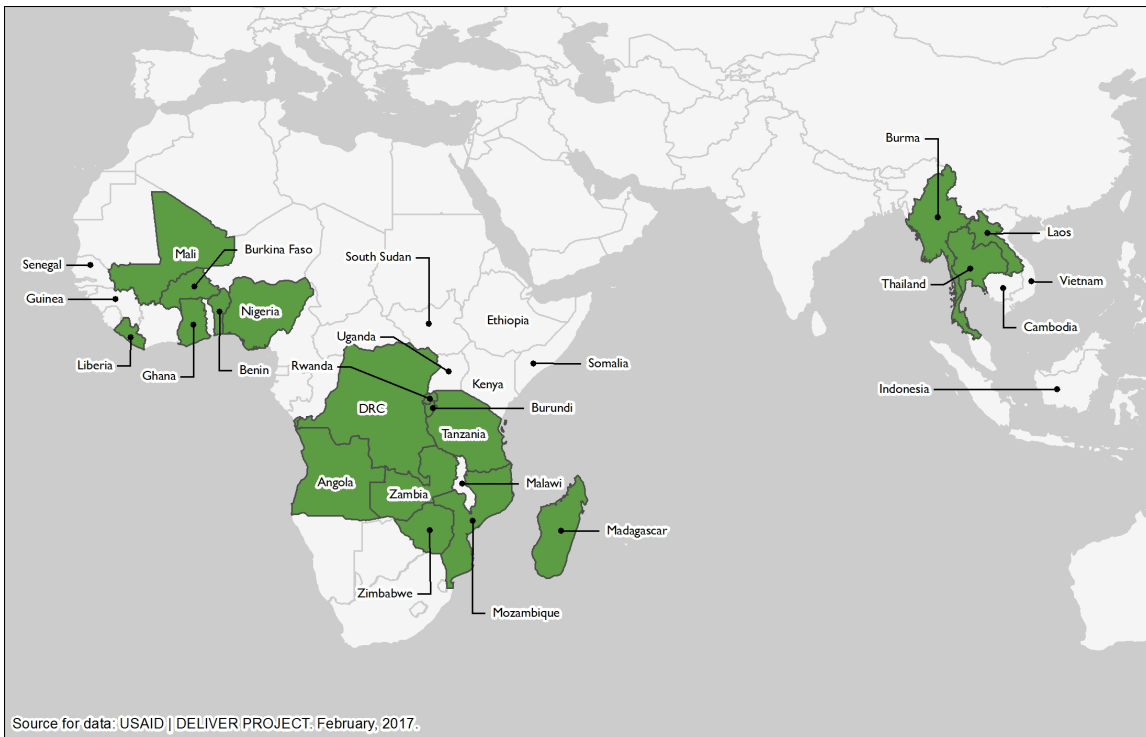 Burma
Laos
Thailand
Vietnam
Cambodia
Indonesia
Senegal
Mali
Burkina Faso
South Sudan
Guinea
Nigeria
Ethiopia
Uganda
Liberia
Ghana
Benin
Rwanda
Somalia
Kenya
DRC
Burundi
Tanzania
Angola
Zambia
Malawi
Madagascar
Zimbabwe
Mozambique
Source for data: USAID | DELIVER PROJECT. February, 2017.